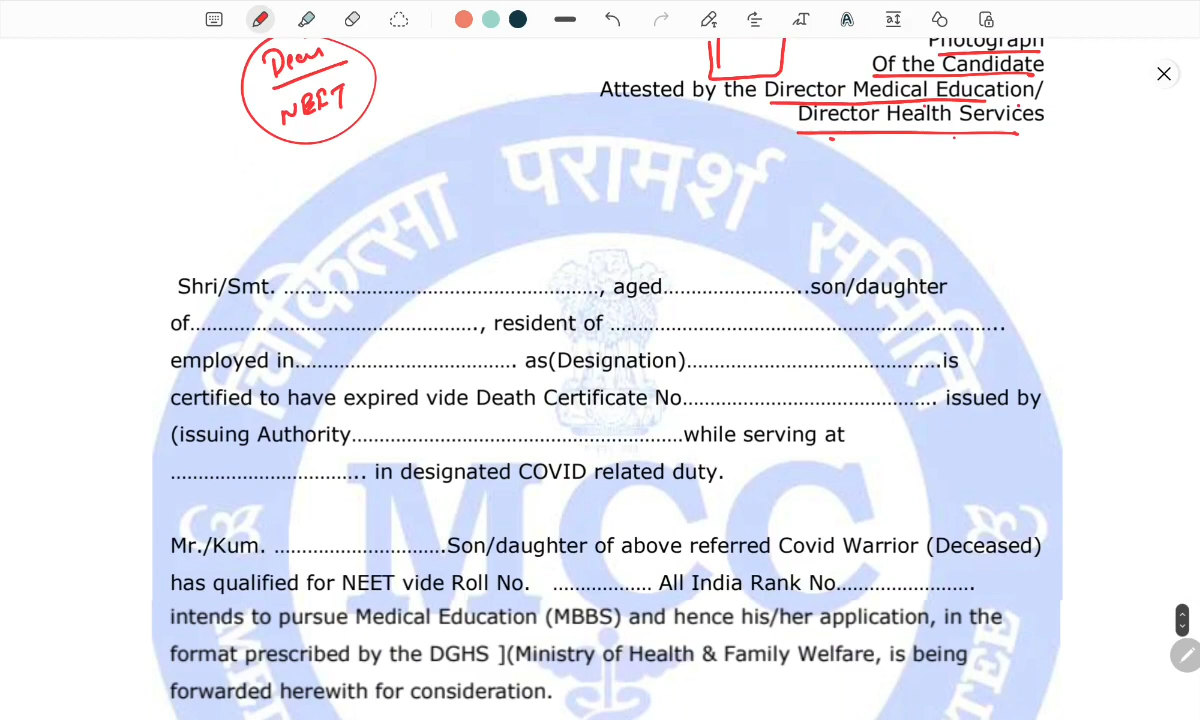 Photograph
Of the Candidate
Attested by the Director Medical Education/
Director Health Services
NEET
चिकित्सा परामर्श समिति
Shri/Smt. ........................................................., aged..........................son/daughter
of...................................................., resident of .......................................................................
employed in........................................ as(Designation)..............................................is
certified to have expired vide Death Certificate No.............................................. issued by
(issuing Authority............................................................while serving at
.................................... in designated COVID related duty.
MCC
Mr./Kum. ...............................Son/daughter of above referred Covid Warrior (Deceased)
has qualified for NEET vide Roll No. .................. All India Rank No.........................
intends to pursue Medical Education (MBBS) and hence his/her application, in the
format prescribed by the DGHS ](Ministry of Health & Family Welfare, is being
forwarded herewith for consideration.